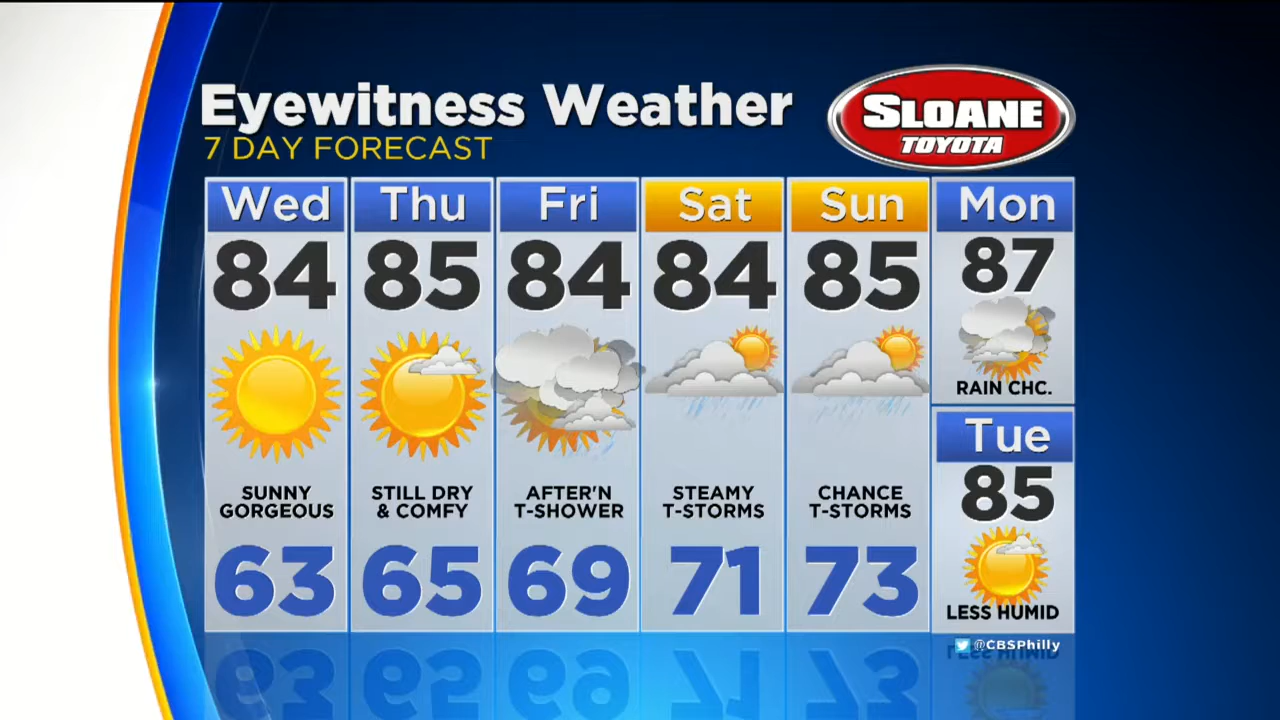 Eyewitness Weather
7 DAY FORECAST
SLOANE
TOYOTA
Wed
84
SUNNY
GORGEOUS
63
Thu
85
STILL DRY
& COMFY
65
Fri
84
AFTER'N
T-SHOWER
69
Sat
84
STEAMY
T-STORMS
71
Sun
85
CHANCE
T-STORMS
73
Mon
87
RAIN CHC.
Tue
85
LESS HUMID
@CBSPhilly